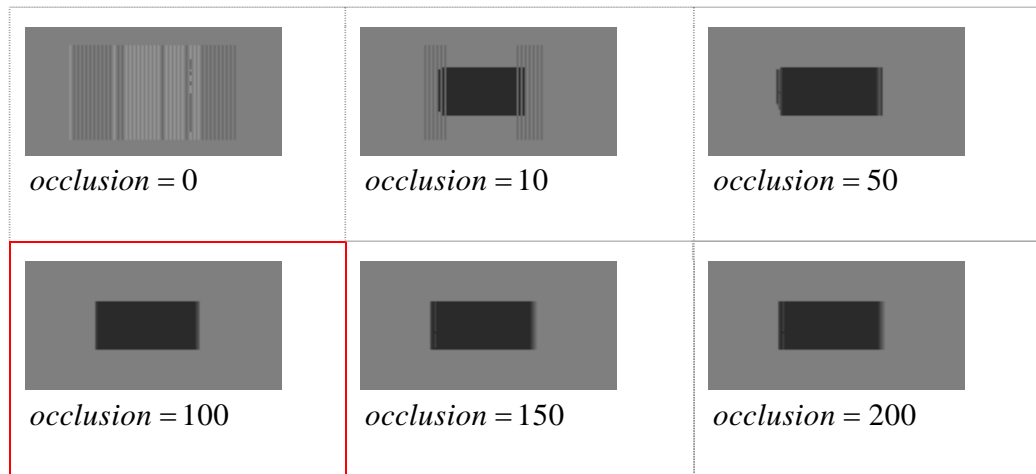 occlusion = 0
occlusion = 10
occlusion = 50
occlusion = 100
occlusion = 150
occlusion = 200